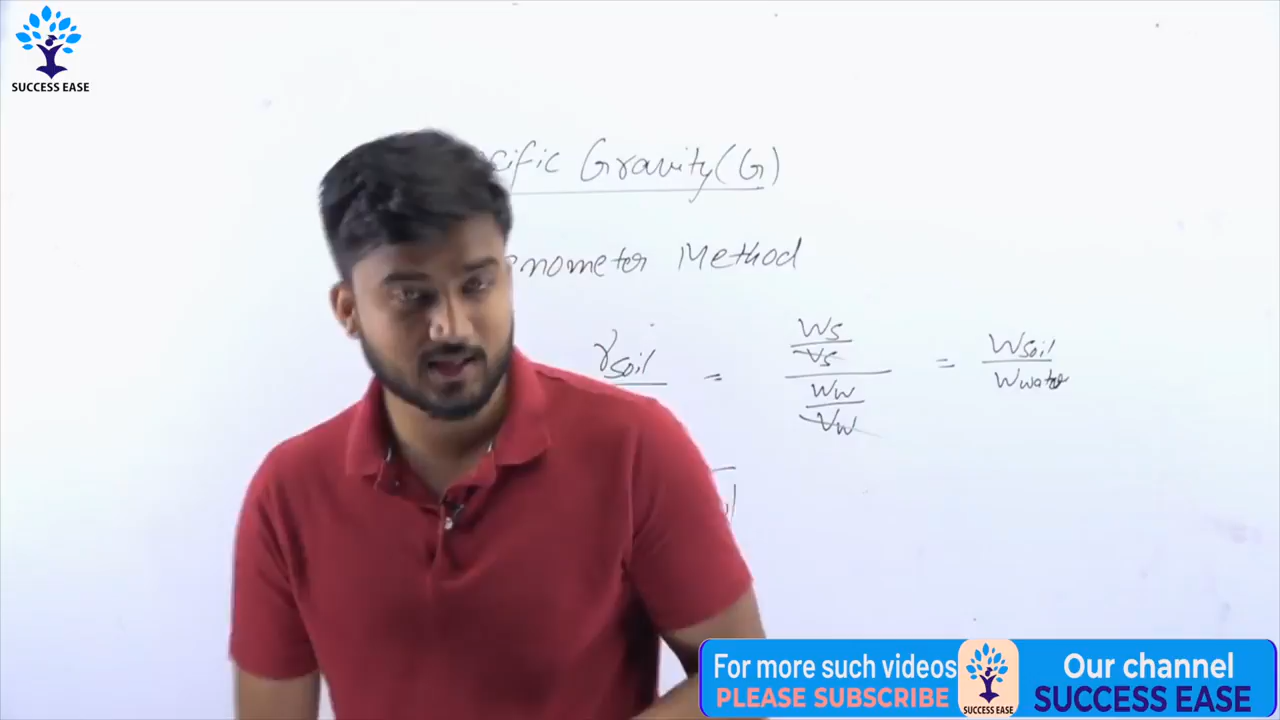 SUCCESS EASE
cific Gravity (G)
nometer Method
γsoil = Ws/Vs / Ww/Vw = Wsoil/Wwater
For more such videos
PLEASE SUBSCRIBE
SUCCESS EASE
Our channel
SUCCESS EASE